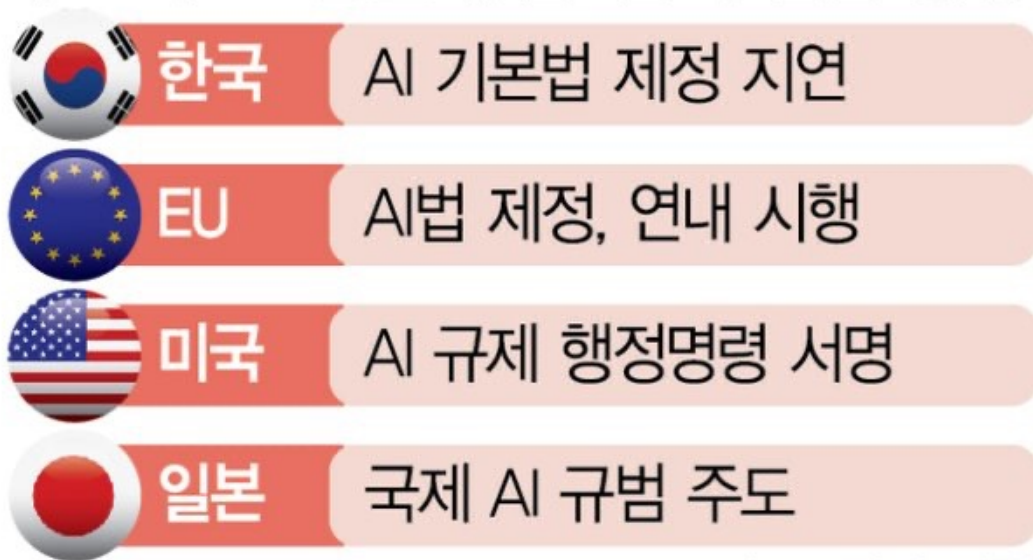 한국 AI 기본법 제정 지연
EU AI법 제정, 연내 시행
미국 AI 규제 행정명령 서명
일본 국제 AI 규범 주도